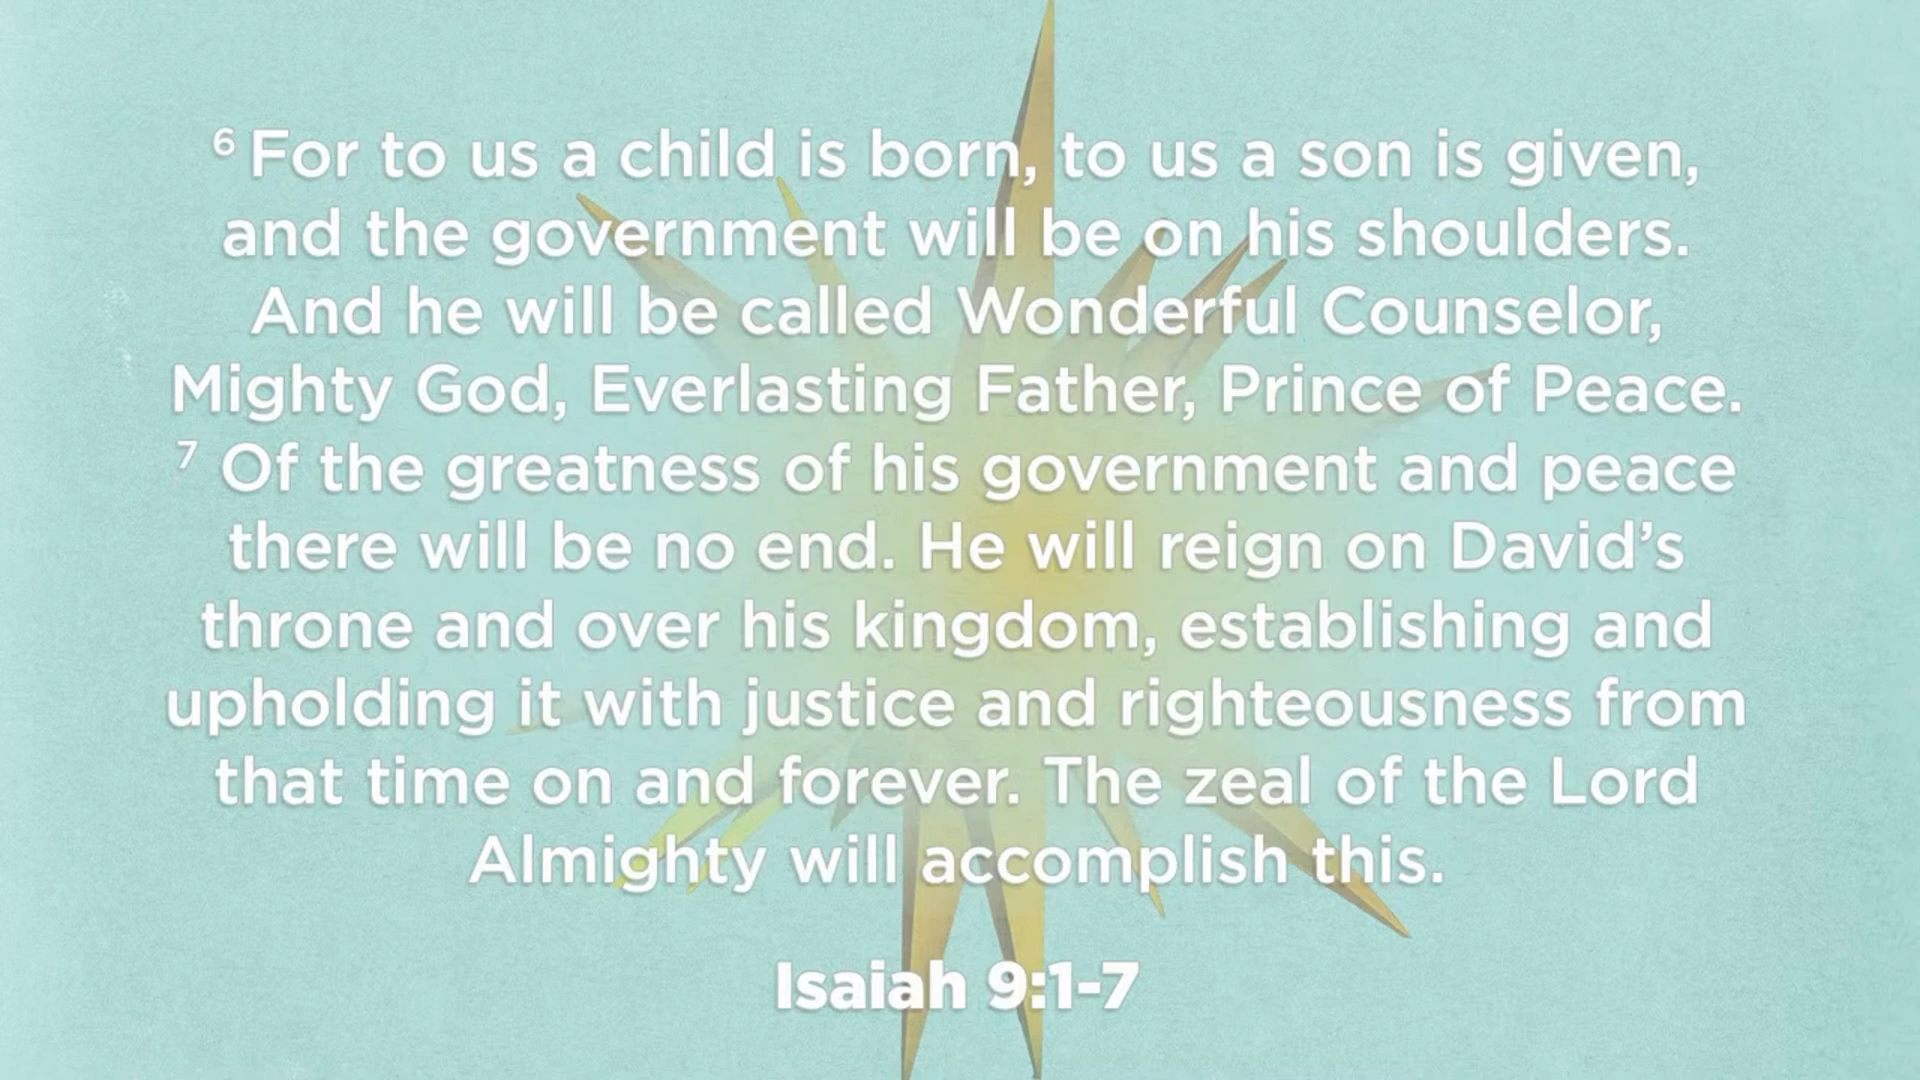 6 For to us a child is born, to us a son is given,
and the government will be on his shoulders.
And he will be called Wonderful Counselor,
Mighty God, Everlasting Father, Prince of Peace.
7 Of the greatness of his government and peace
there will be no end. He will reign on David’s
throne and over his kingdom, establishing and
upholding it with justice and righteousness from
that time on and forever. The zeal of the Lord
Almighty will accomplish this.
Isaiah 9:1-7